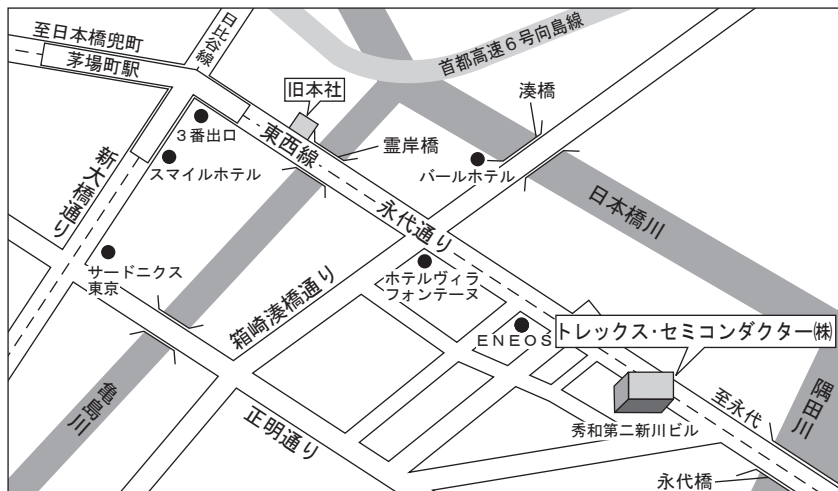 至日本橋兜町
茅場町駅
日比谷線
首都高速6号向島線
旧本社
湊橋
3番出口
スマイルホテル
東西線
霊岸橋
バールホテル
新大橋通り
永代通り
日本橋川
サードニクス
東京
箱崎湊橋通り
ホテルヴィラ
フォンテーヌ
ENEOS
トレックス・セミコンダクター㈱
亀島川
正明通り
秀和第二新川ビル
至永代
隅田川
永代橋